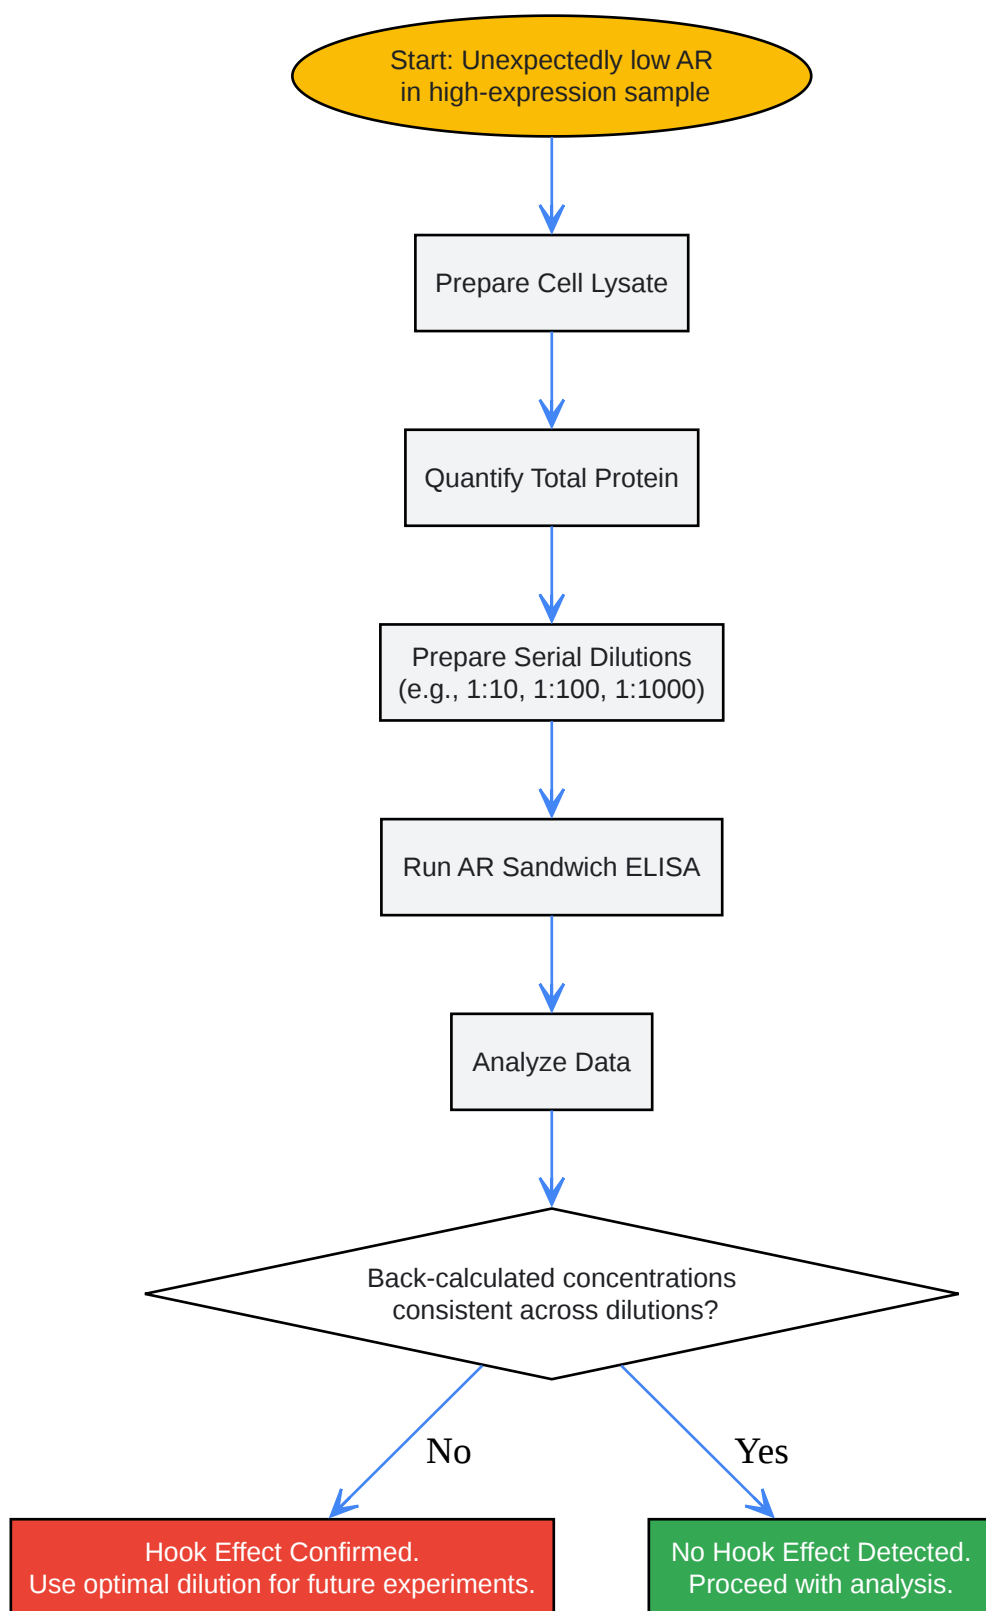 Start: Unexpectedly low AR
in high-expression sample
Prepare Cell Lysate
Quantify Total Protein
Prepare Serial Dilutions
(e.g., 1:10, 1:100, 1:1000)
Run AR Sandwich ELISA
Analyze Data
Back-calculated concentrations
consistent across dilutions?
No
Yes
Hook Effect Confirmed.
Use optimal dilution for future experiments.
No Hook Effect Detected.
Proceed with analysis.